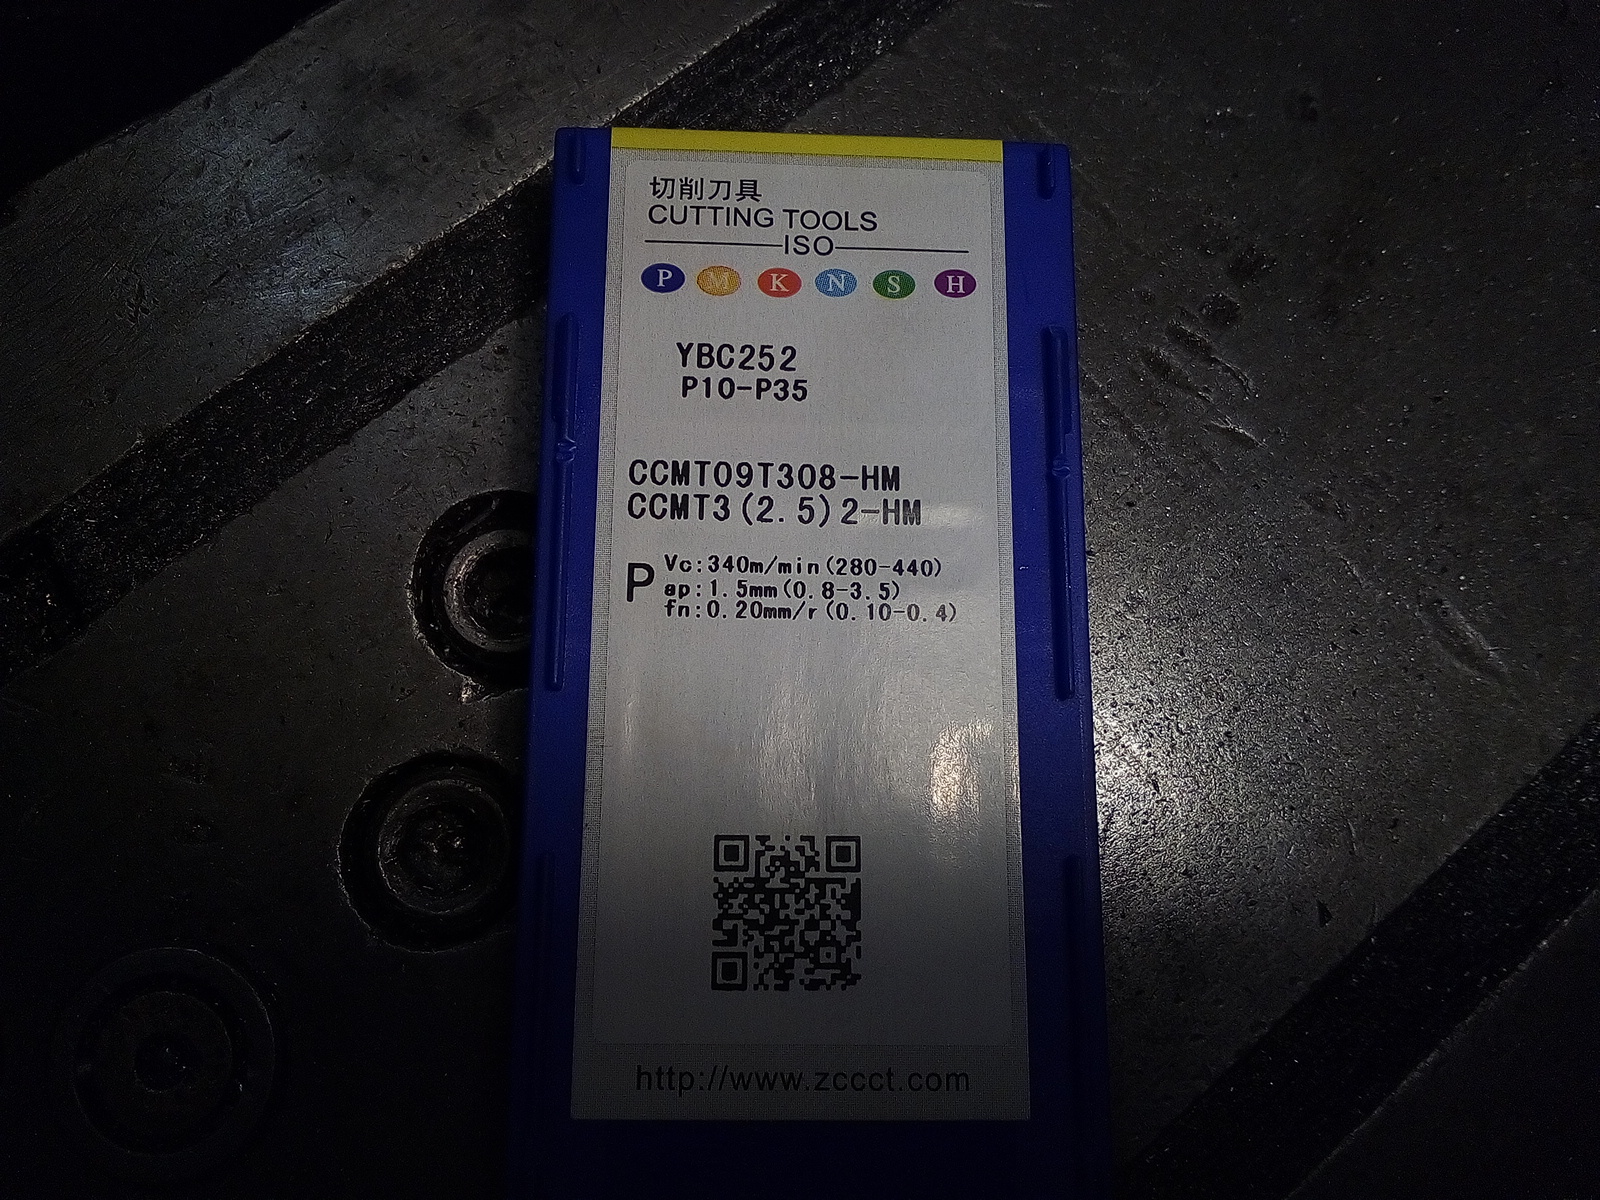 切削刀具
CUTTING TOOLS
ISO
P M K N S H
YBC252
P10-P35
CCMT09T308-HM
CCMT3(2.5)2-HM
P
Vc:340m/min(280-440)
ap:1.5mm(0.8-3.5)
fn:0.20mm/r(0.10-0.4)
http://www.zccct.com